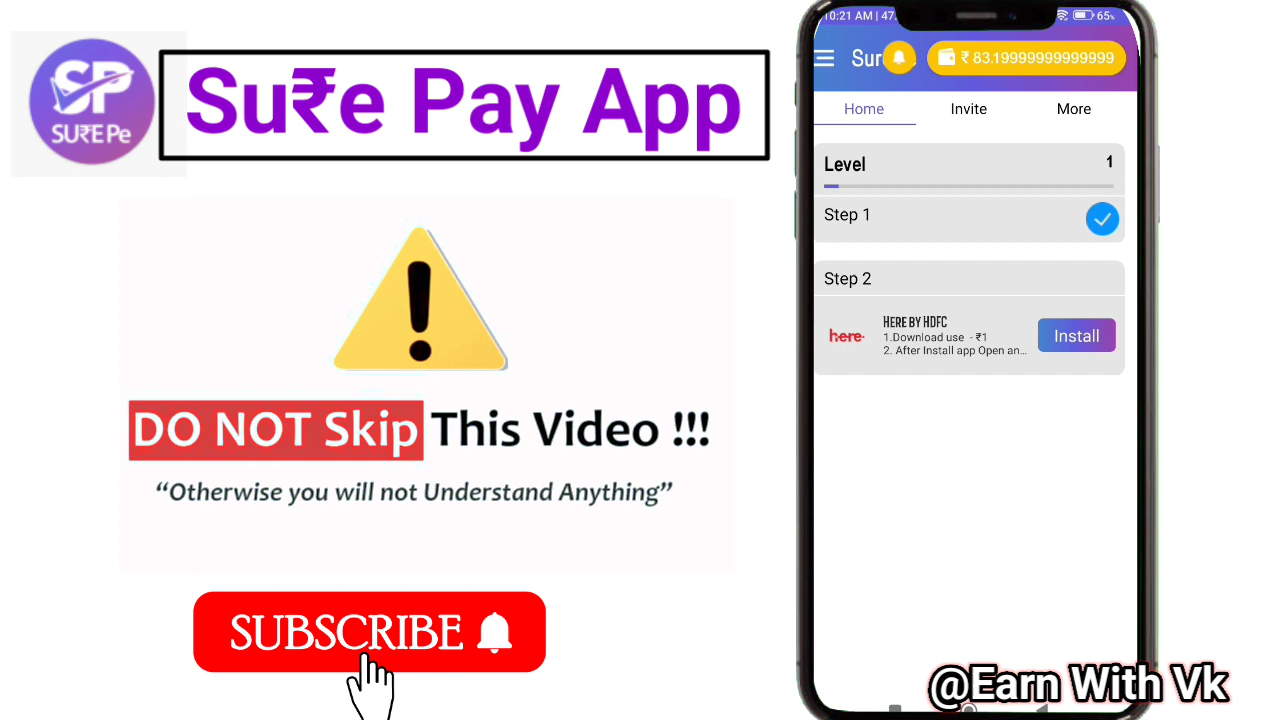 SP
SU₹E Pe
Su₹e Pay App
DO NOT Skip This Video !!!
“Otherwise you will not Understand Anything”
SUBSCRIBE
10:21 AM | 47.
65%
Sur
₹ 83.19999999999999
Home Invite More
Level 1
Step 1
Step 2
here
HERE BY HDFC
1.Download use - ₹1
2. After Install app Open an...
Install
@Earn With Vk